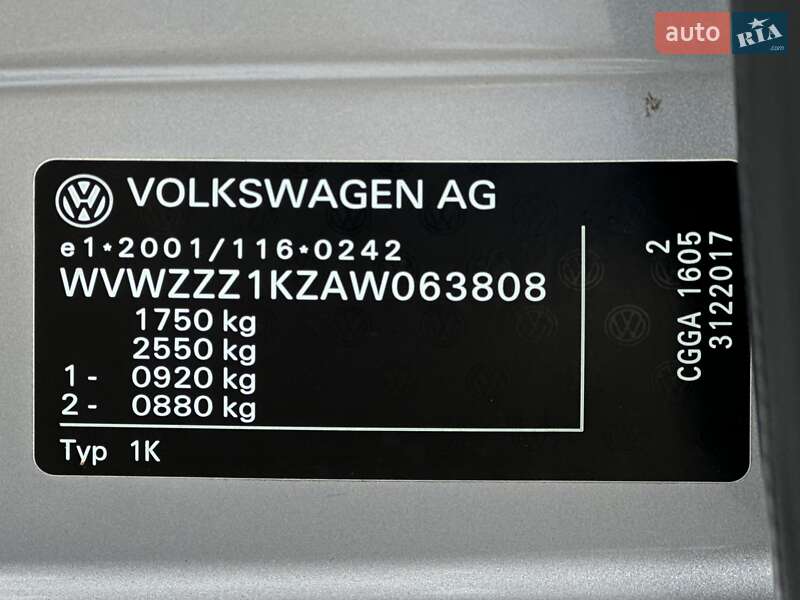 auto RIA .com
VOLKSWAGEN AG
e1*2001/116*0242
WVWZZZ1KZAW063808
1750 kg
2550 kg
1 - 0920 kg
2 - 0880 kg
Typ 1K
2
CGGA 1605
3122017